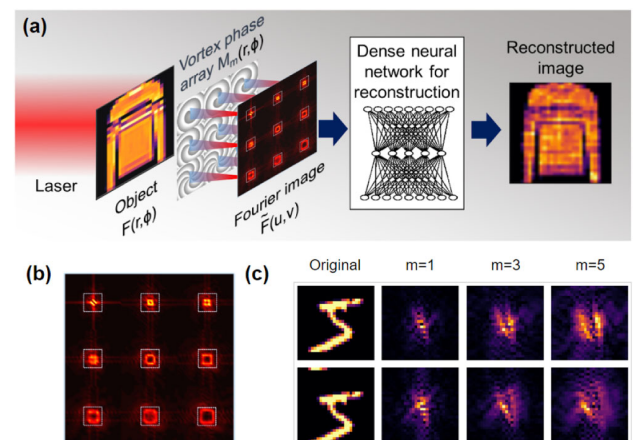 (a)
Vortex phase
array Mm(r,ϕ)
Dense neural
network for
reconstruction
Reconstructed
image
Laser
Object
F(r,ϕ)
Fourier image
F̃(u,v)
(b)
(c)
Original m=1 m=3 m=5